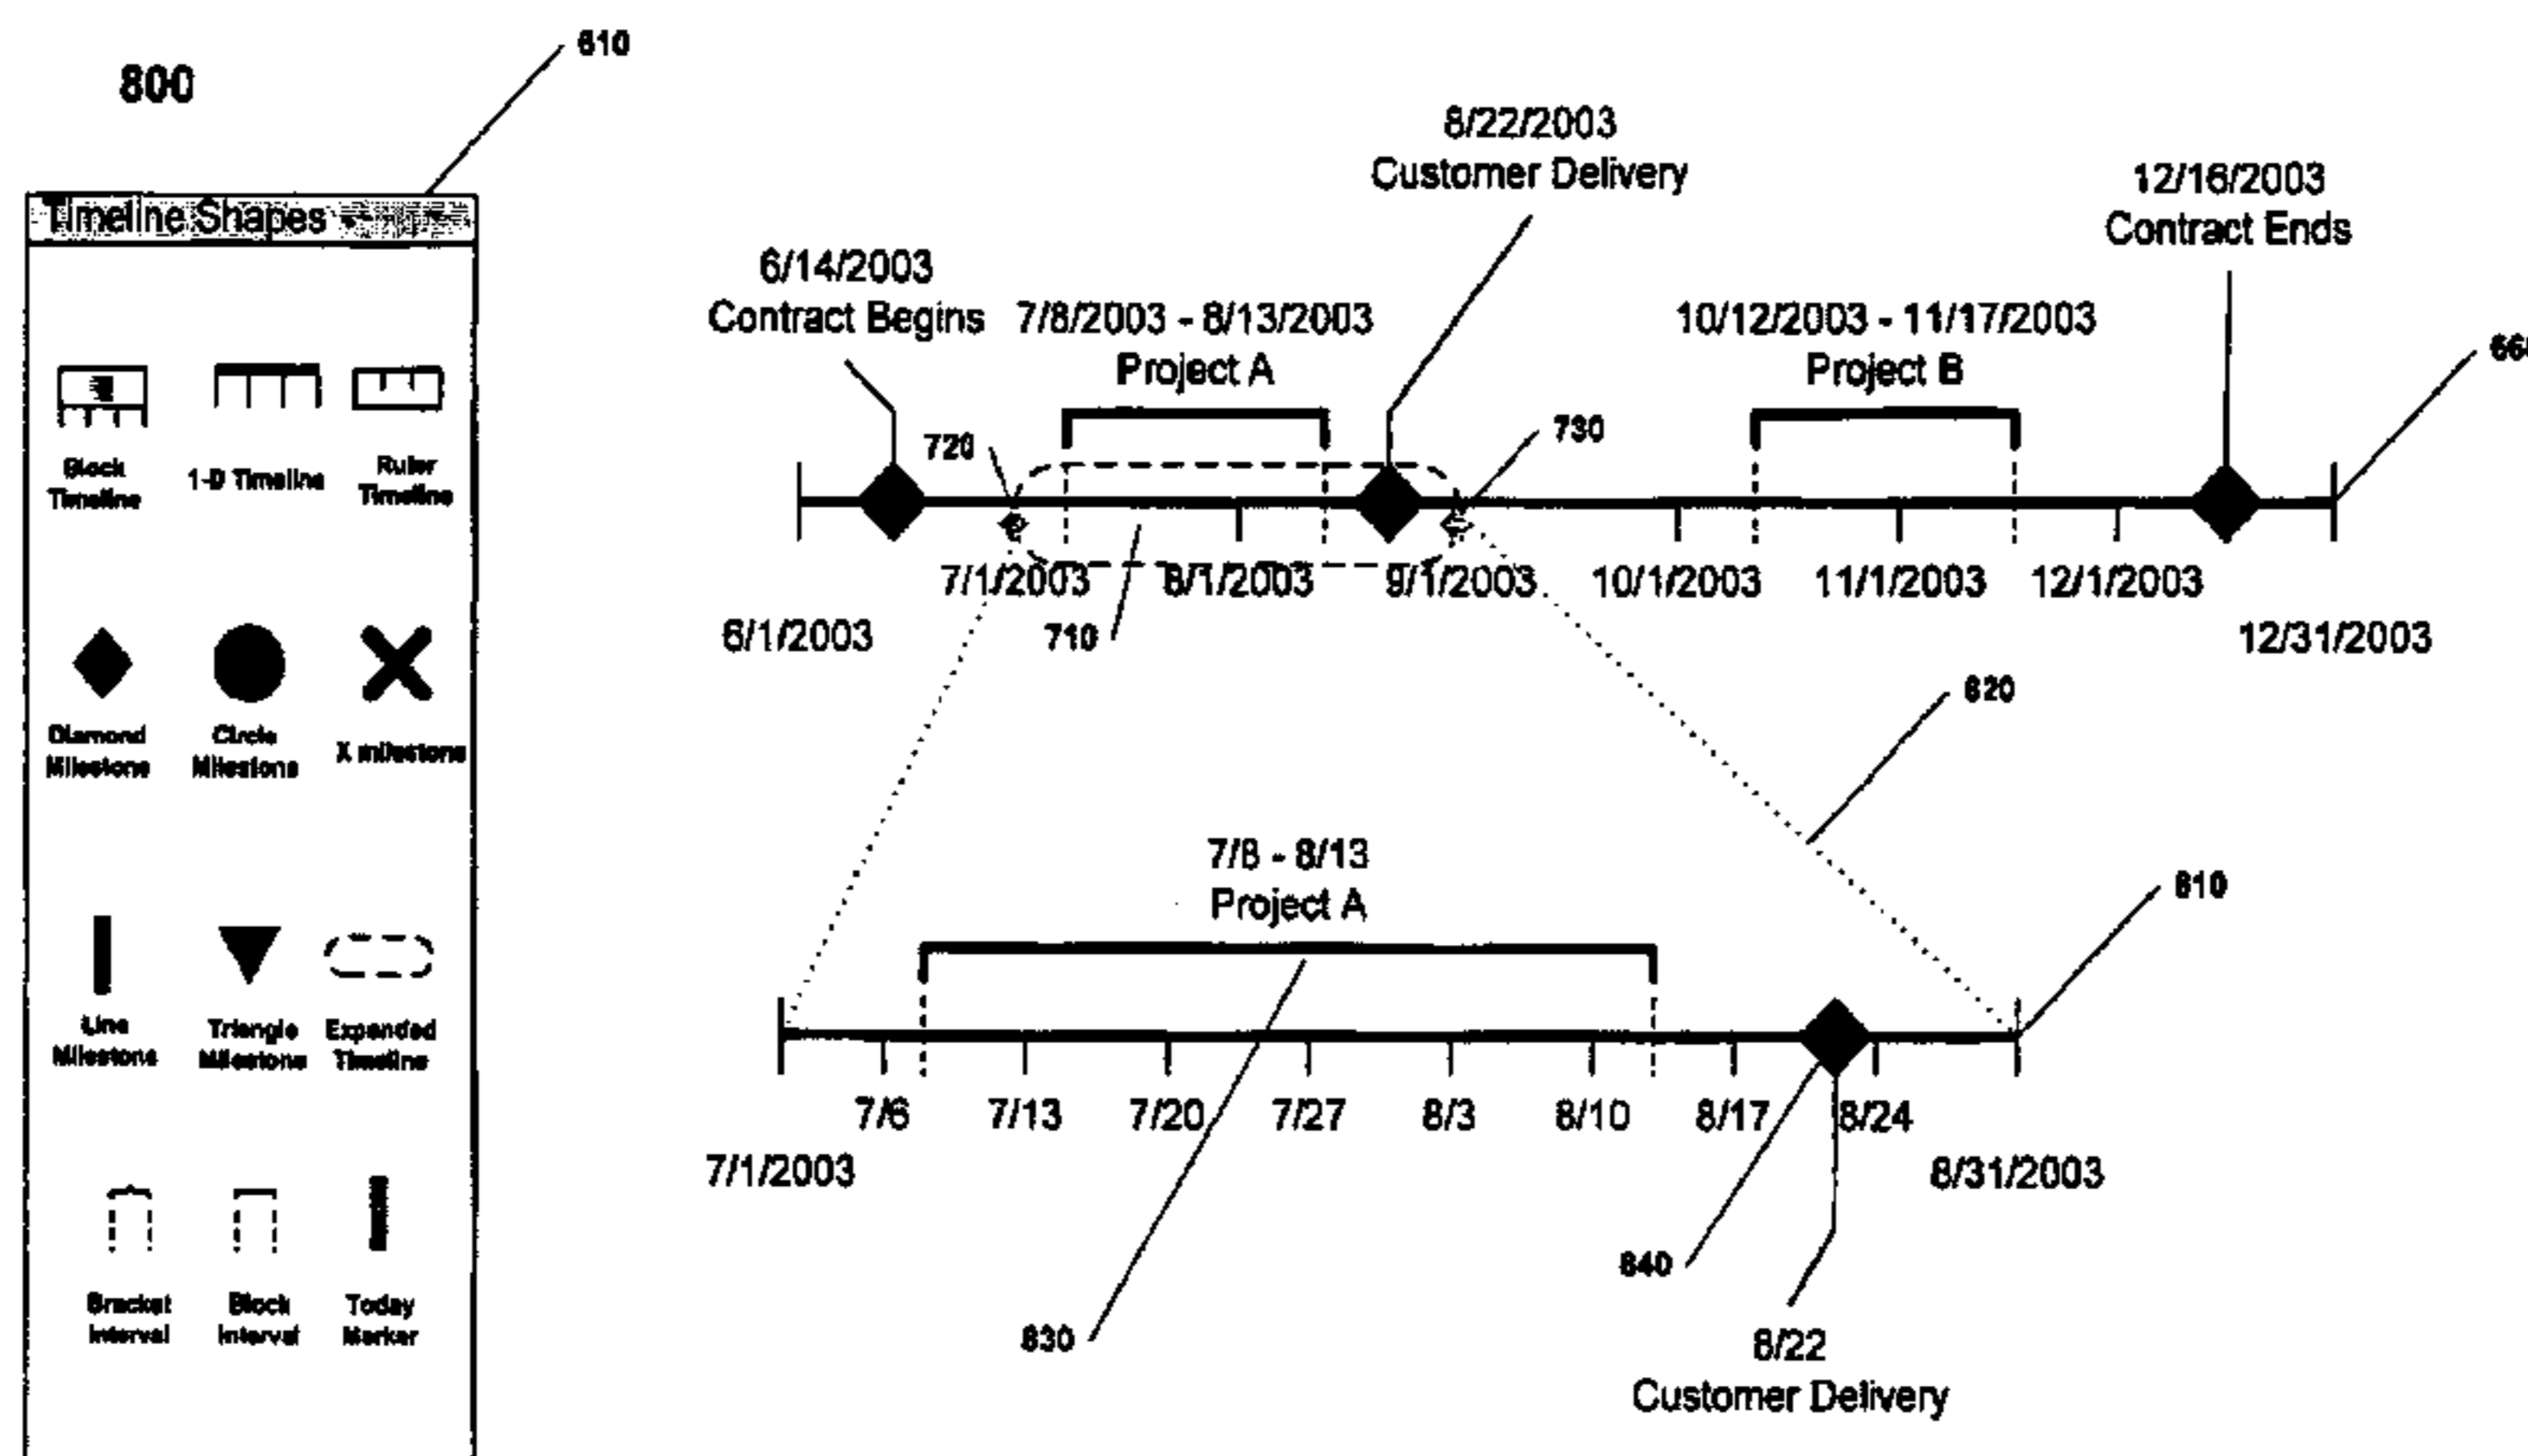 800
610
Timeline Shapes
Block
Timeline
1-D Timeline
Ruler
Timeline
Diamond
Milestone
Circle
Milestone
X milestone
Line
Milestone
Triangle
Milestone
Expanded
Timeline
Bracket
Interval
Block
Interval
Today
Marker
8/22/2003
Customer Delivery
12/16/2003
Contract Ends
6/14/2003
Contract Begins
7/8/2003 - 8/13/2003
Project A
10/12/2003 - 11/17/2003
Project B
720
730
7/1/2003
8/1/2003
9/1/2003
10/1/2003
11/1/2003
12/1/2003
6/1/2003
710
12/31/2003
820
7/8 - 8/13
Project A
810
7/6
7/13
7/20
7/27
8/3
8/10
8/17
8/24
7/1/2003
8/31/2003
840
830
8/22
Customer Delivery